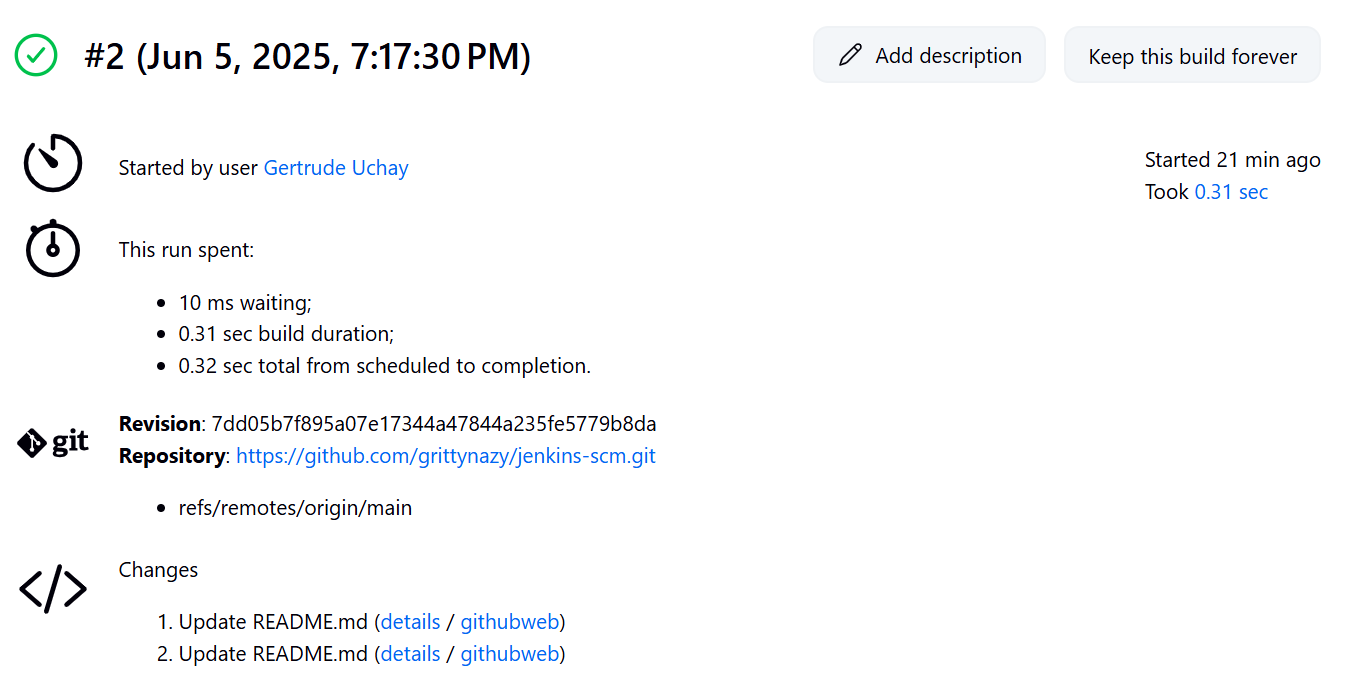 #2 (Jun 5, 2025, 7:17:30 PM)
Add description
Keep this build forever
Started by user Gertrude Uchay
Started 21 min ago
Took 0.31 sec
This run spent:
10 ms waiting;
0.31 sec build duration;
0.32 sec total from scheduled to completion.
git
Revision: 7dd05b7f895a07e17344a47844a235fe5779b8da
Repository: https://github.com/grittynazy/jenkins-scm.git
refs/remotes/origin/main
Changes
1. Update README.md (details / githubweb)
2. Update README.md (details / githubweb)